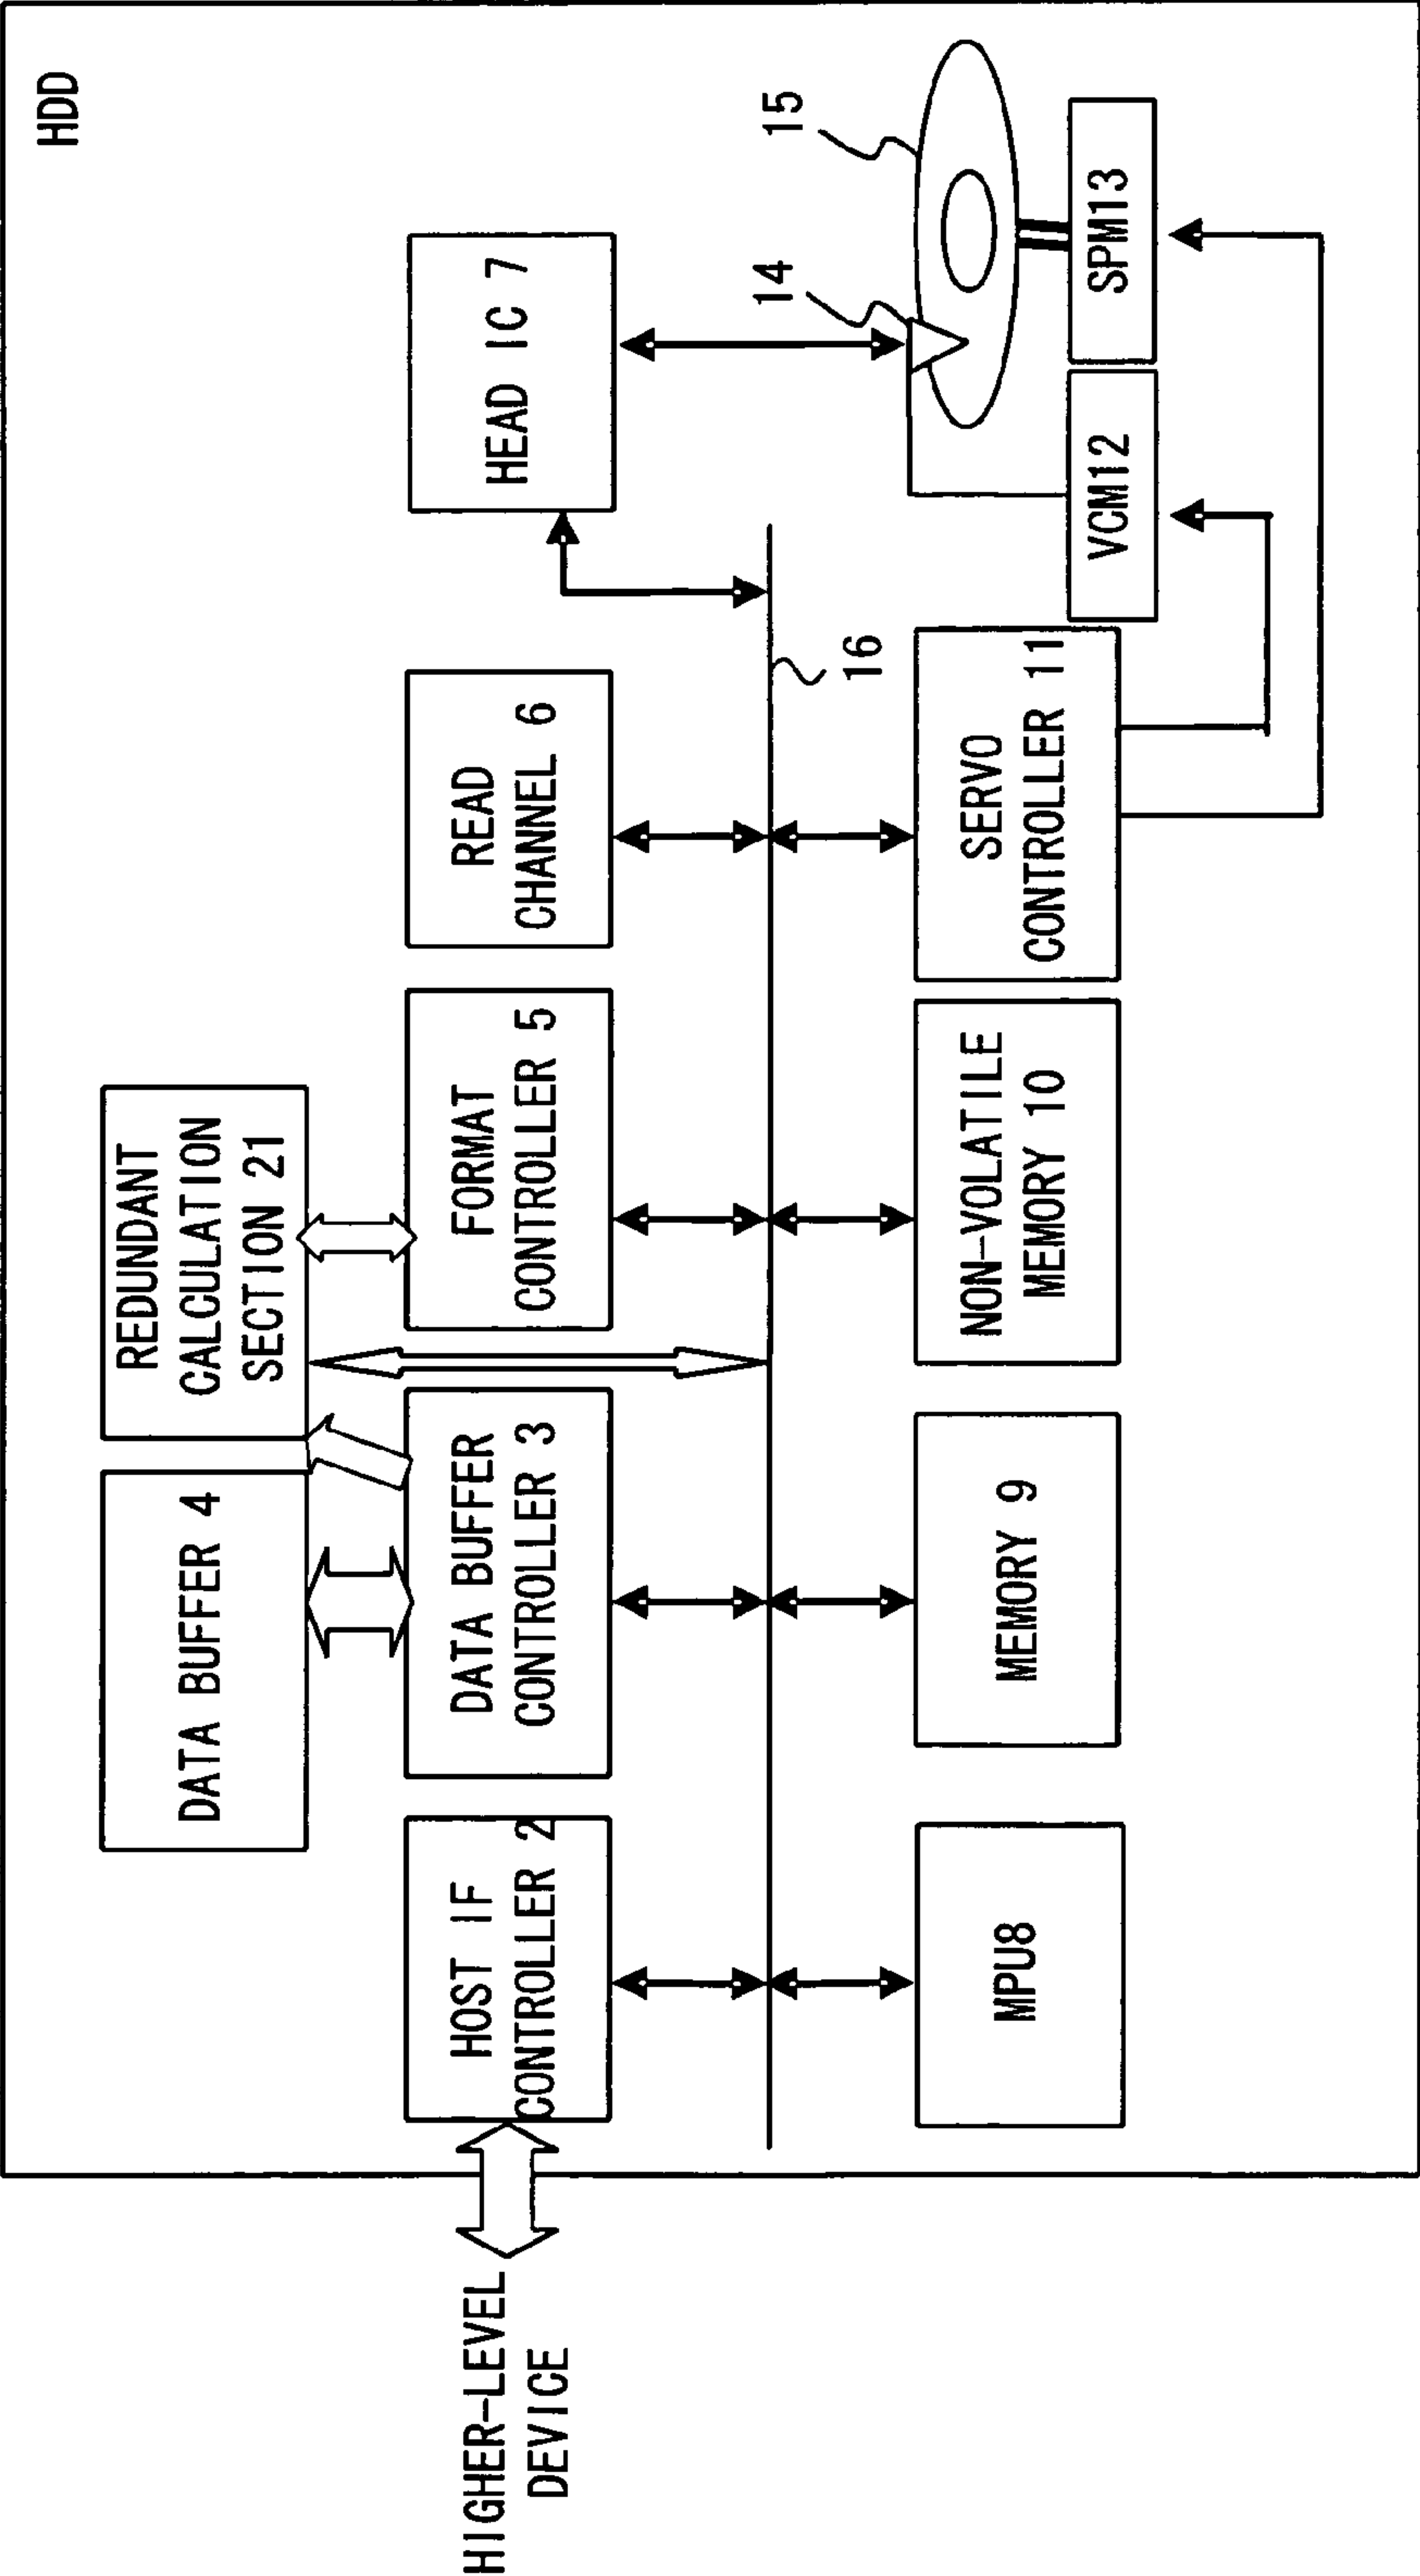 HDD
DATA BUFFER 4
REDUNDANT
CALCULATION
SECTION 21
HIGHER-LEVEL
DEVICE
HOST IF
CONTROLLER 2
DATA BUFFER
CONTROLLER 3
FORMAT
CONTROLLER 5
READ
CHANNEL 6
HEAD IC 7
16
14
15
MPU8
MEMORY 9
NON-VOLATILE
MEMORY 10
SERVO
CONTROLLER 11
VCM12
SPM13